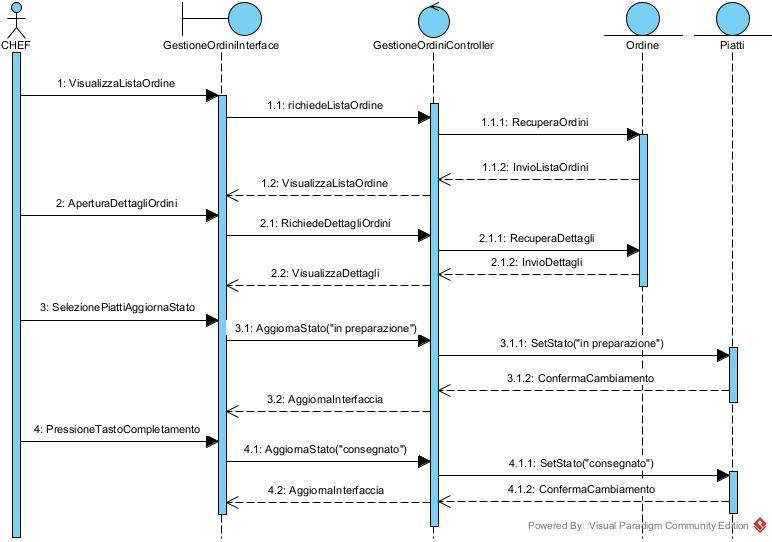 CHEF
GestioneOrdiniInterface
GestioneOrdiniController
Ordine
Piatti
1: VisualizzaListaOrdine
1.1: richiedeListaOrdine
1.1.1: RecuperaOrdini
1.1.2: InvioListaOrdini
1.2: VisualizzaListaOrdine
2: AperturaDettagliOrdini
2.1: RichiedeDettagliOrdini
2.1.1: RecuperaDettagli
2.1.2: InvioDettagli
2.2: VisualizzaDettagli
3: SelezionePiattiAggiornaStato
3.1: AggiornaStato("in preparazione")
3.1.1: SetStato("in preparazione")
3.1.2: ConfermaCambiamento
3.2: AggiornaInterfaccia
4: PressioneTastoCompletamento
4.1: AggiornaStato("consegnato")
4.1.1: SetStato("consegnato")
4.1.2: ConfermaCambiamento
4.2: AggiornaInterfaccia
Powered By Visual Paradigm Community Edition